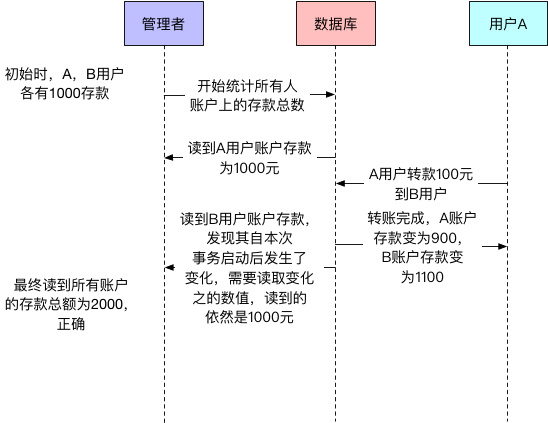 管理者
数据库
用户A
初始时，A，B用户
各有1000存款
开始统计所有人
账户上的存款总数
读到A用户账户存款
为1000元
A用户转款100元
到B用户
读到B用户账户存款，
发现其自本次
事务启动后发生了
变化，需要读取变化
之的数值，读到的
依然是1000元
转账完成，A账户
存款变为900，
B账户存款变
为1100
最终读到所有账户
的存款总额为2000，
正确